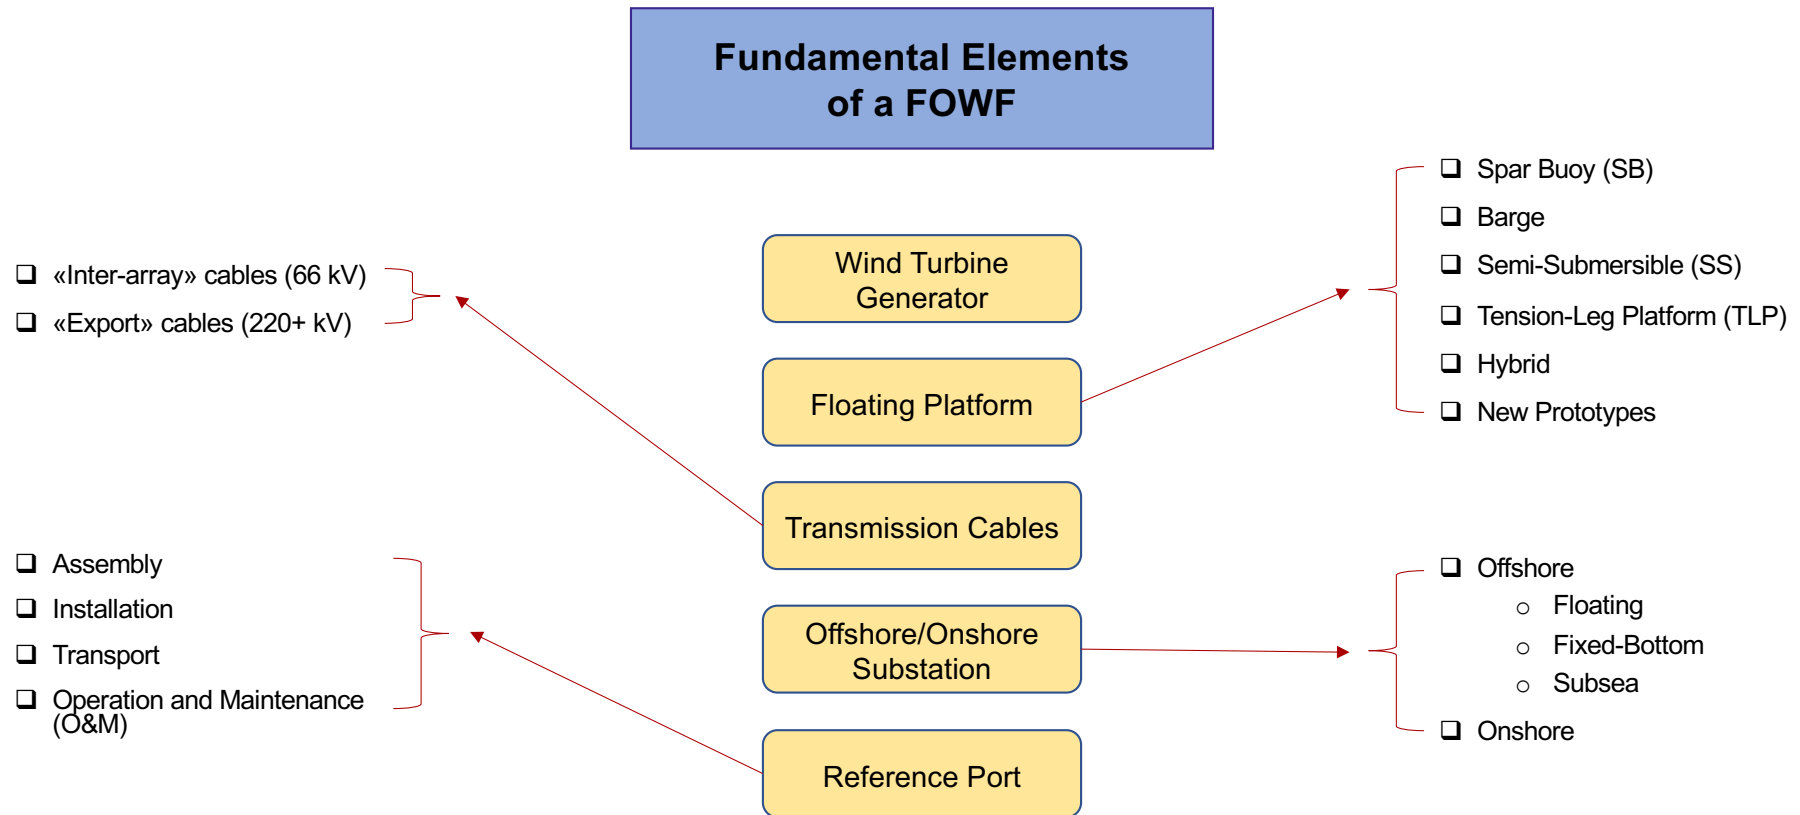 Fundamental Elements
of a FOWF
«Inter-array» cables (66 kV)
«Export» cables (220+ kV)
Assembly
Installation
Transport
Operation and Maintenance
(O&M)
Wind Turbine
Generator
Floating Platform
Transmission Cables
Offshore/Onshore
Substation
Reference Port
Spar Buoy (SB)
Barge
Semi-Submersible (SS)
Tension-Leg Platform (TLP)
Hybrid
New Prototypes
Offshore
Floating
Fixed-Bottom
Subsea
Onshore